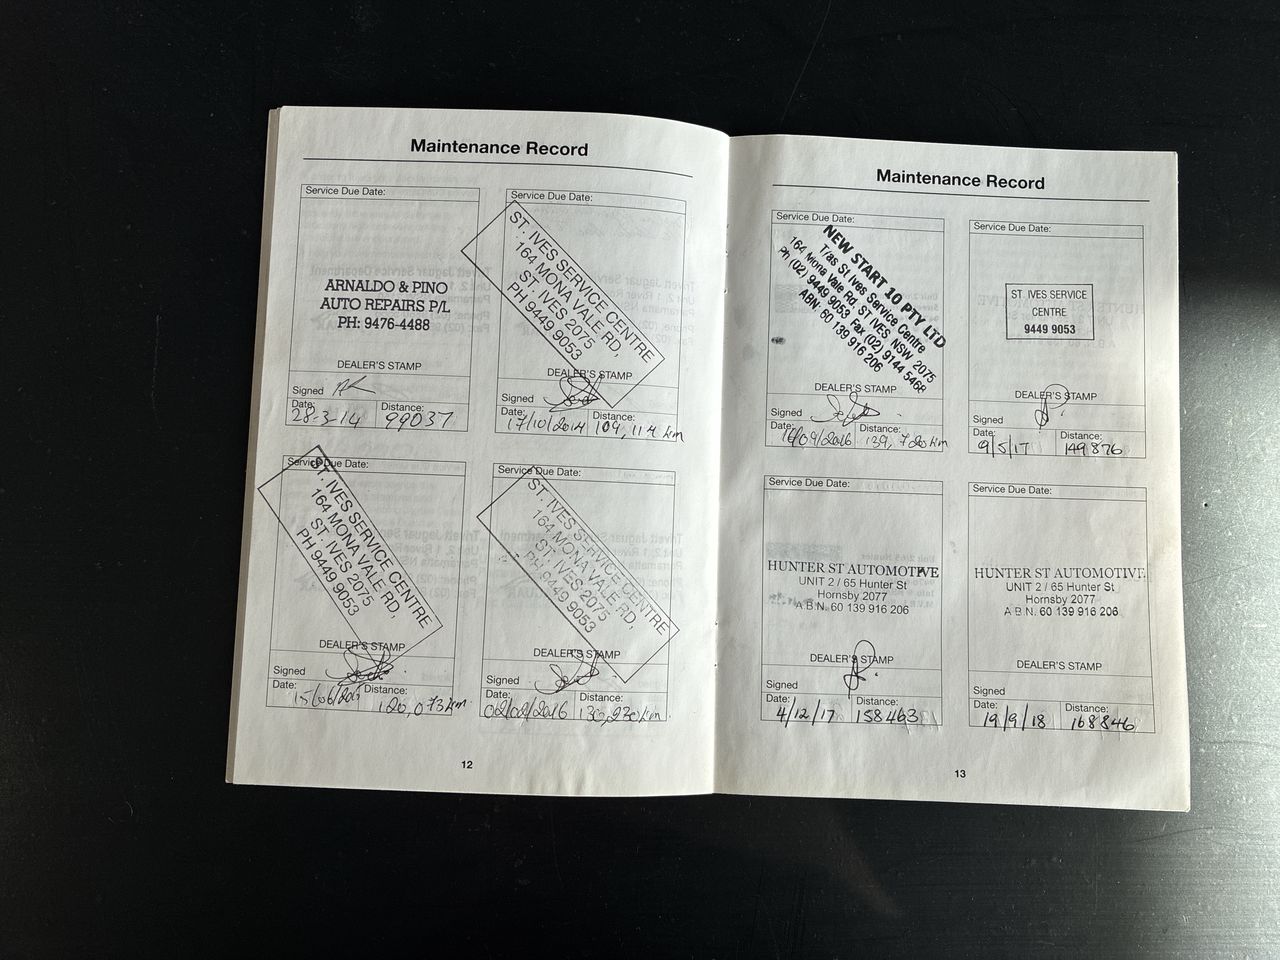 Maintenance Record
Service Due Date:
ARNALDO & PINO
AUTO REPAIRS P/L
PH: 9476-4488
DEALER'S STAMP
Signed
Date: Distance:
28-3-14 99037
Service Due Date:
ST. IVES SERVICE CENTRE
164 MONA VALE RD,
ST. IVES 2075
PH 9449 9053
DEALER'S STAMP
Signed
Date: Distance:
17/10/2014 109,114 km
Service Due Date:
ST. IVES SERVICE CENTRE
164 MONA VALE RD,
ST. IVES 2075
PH 9449 9053
DEALER'S STAMP
Signed
Date: Distance:
120,073 km
Service Due Date:
ST. IVES SERVICE CENTRE
164 MONA VALE RD,
ST. IVES 2075
PH 9449 9053
DEALER'S STAMP
Signed
Date: Distance:
02/02/2016 130,230 km
12
Maintenance Record
Service Due Date:
NEW START 10 PTY LTD
Tras St Ives Service Centre
164 Mona Vale Rd ST IVES NSW 2075
Ph (02) 9449 9053 Fax (02) 9144 5468
ABN: 60 139 916 206
DEALER'S STAMP
Signed
Date: Distance:
16/09/2016 139,720 km
Service Due Date:
ST. IVES SERVICE
CENTRE
9449 9053
DEALER'S STAMP
Signed
Date: Distance:
9/5/17 149876
Service Due Date:
HUNTER ST AUTOMOTIVE
UNIT 2 / 65 Hunter St
Hornsby 2077
A.B.N. 60 139 916 206
DEALER'S STAMP
Signed
Date: Distance:
4/12/17 158463
Service Due Date:
HUNTER ST AUTOMOTIVE
UNIT 2 / 65 Hunter St
Hornsby 2077
A.B.N. 60 139 916 206
DEALER'S STAMP
Signed
Date: Distance:
19/9/18 168846
13